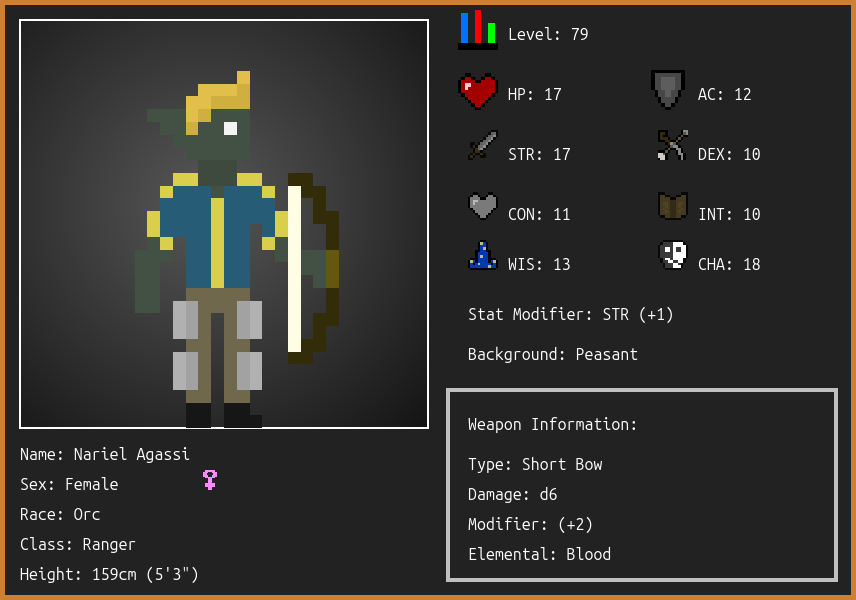 Level: 79
HP: 17
AC: 12
STR: 17
DEX: 10
CON: 11
INT: 10
WIS: 13
CHA: 18
Stat Modifier: STR (+1)
Background: Peasant
Weapon Information:
Type: Short Bow
Damage: d6
Modifier: (+2)
Elemental: Blood
Name: Nariel Agassi
Sex: Female
Race: Orc
Class: Ranger
Height: 159cm (5'3")